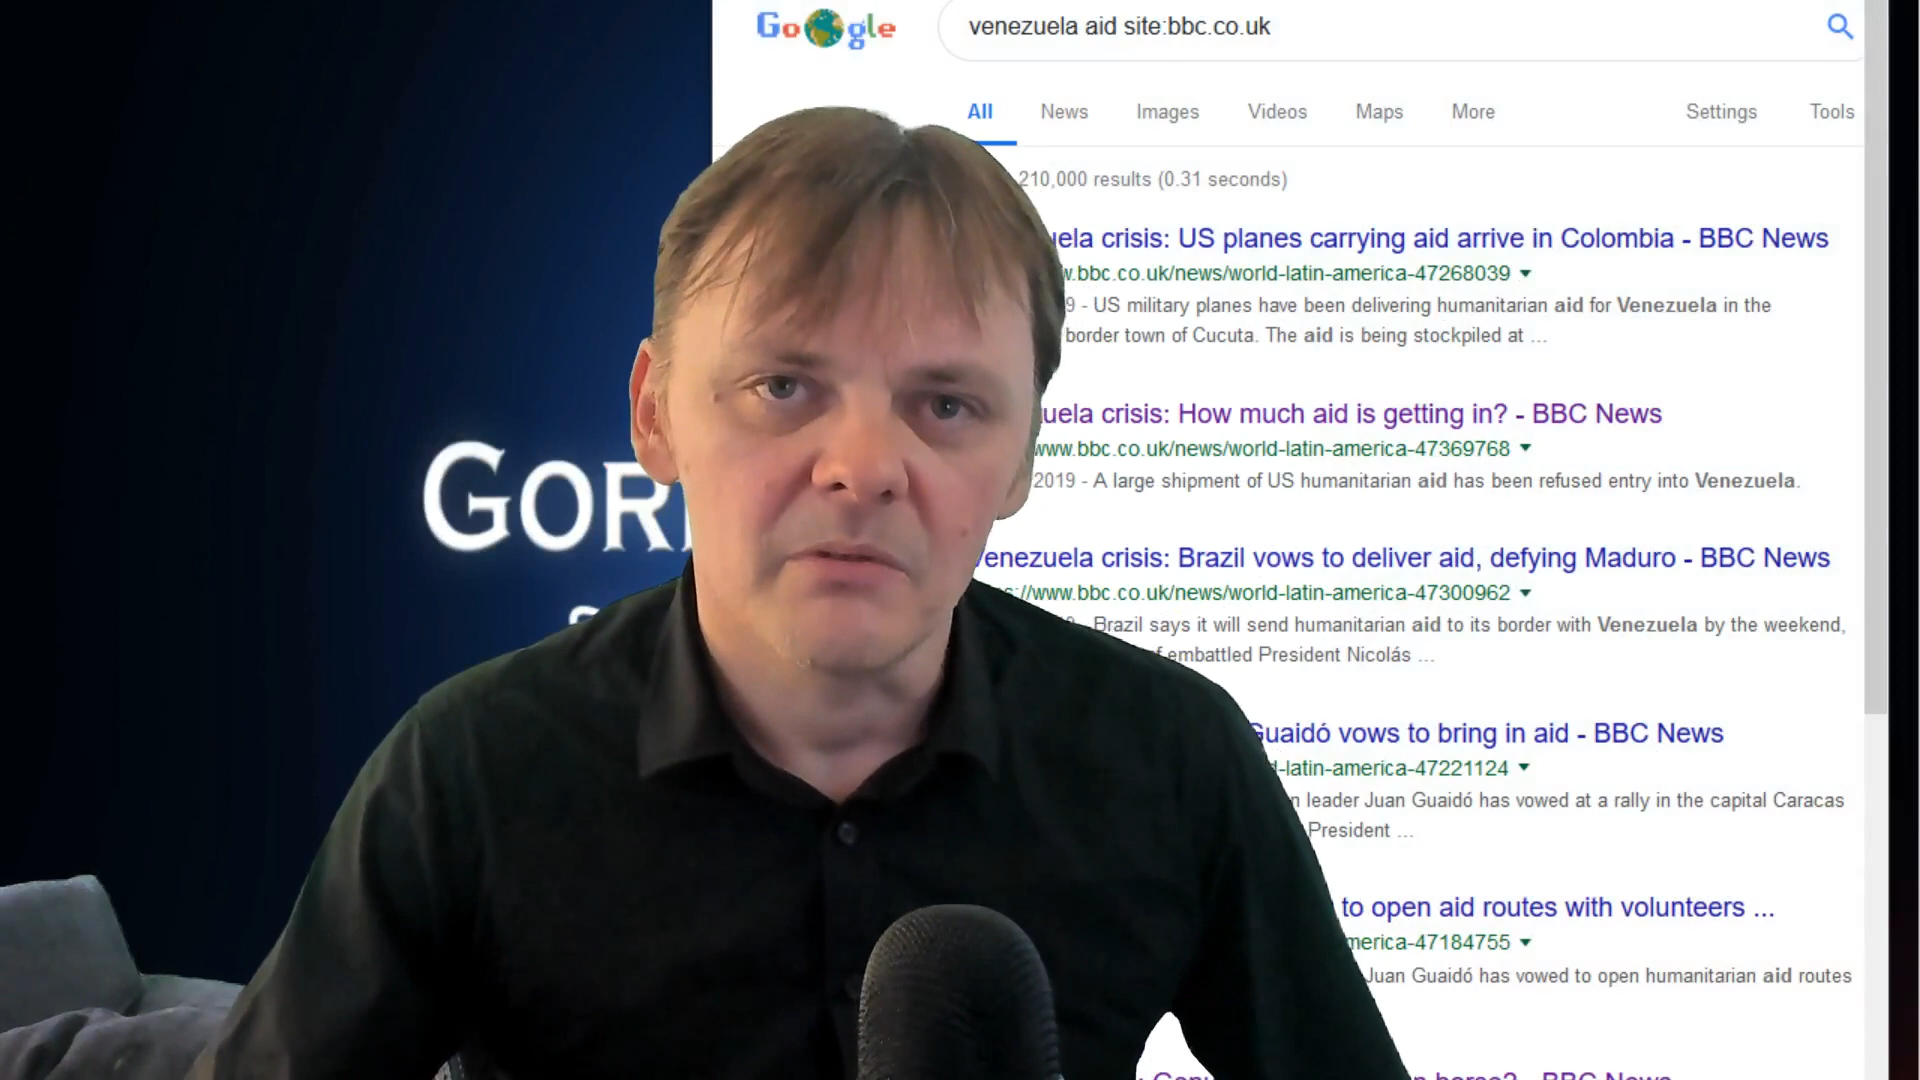 Google
venezuela aid site:bbc.co.uk
All News Images Videos Maps More Settings Tools
210,000 results (0.31 seconds)
crisis: US planes carrying aid arrive in Colombia - BBC News
.bbc.co.uk/news/world-latin-america-47268039
9 - US military planes have been delivering humanitarian aid for Venezuela in the
border town of Cucuta. The aid is being stockpiled at ...
crisis: How much aid is getting in? - BBC News
www.bbc.co.uk/news/world-latin-america-47369768
2019 - A large shipment of US humanitarian aid has been refused entry into Venezuela.
GOR
Venezuela crisis: Brazil vows to deliver aid, defying Maduro - BBC News
://www.bbc.co.uk/news/world-latin-america-47300962
- Brazil says it will send humanitarian aid to its border with Venezuela by the weekend,
of embattled President Nicolás ...
Guaidó vows to bring in aid - BBC News
-latin-america-47221124
leader Juan Guaidó has vowed at a rally in the capital Caracas
President ...
to open aid routes with volunteers ...
merica-47184755
Juan Guaidó has vowed to open humanitarian aid routes
BBC News